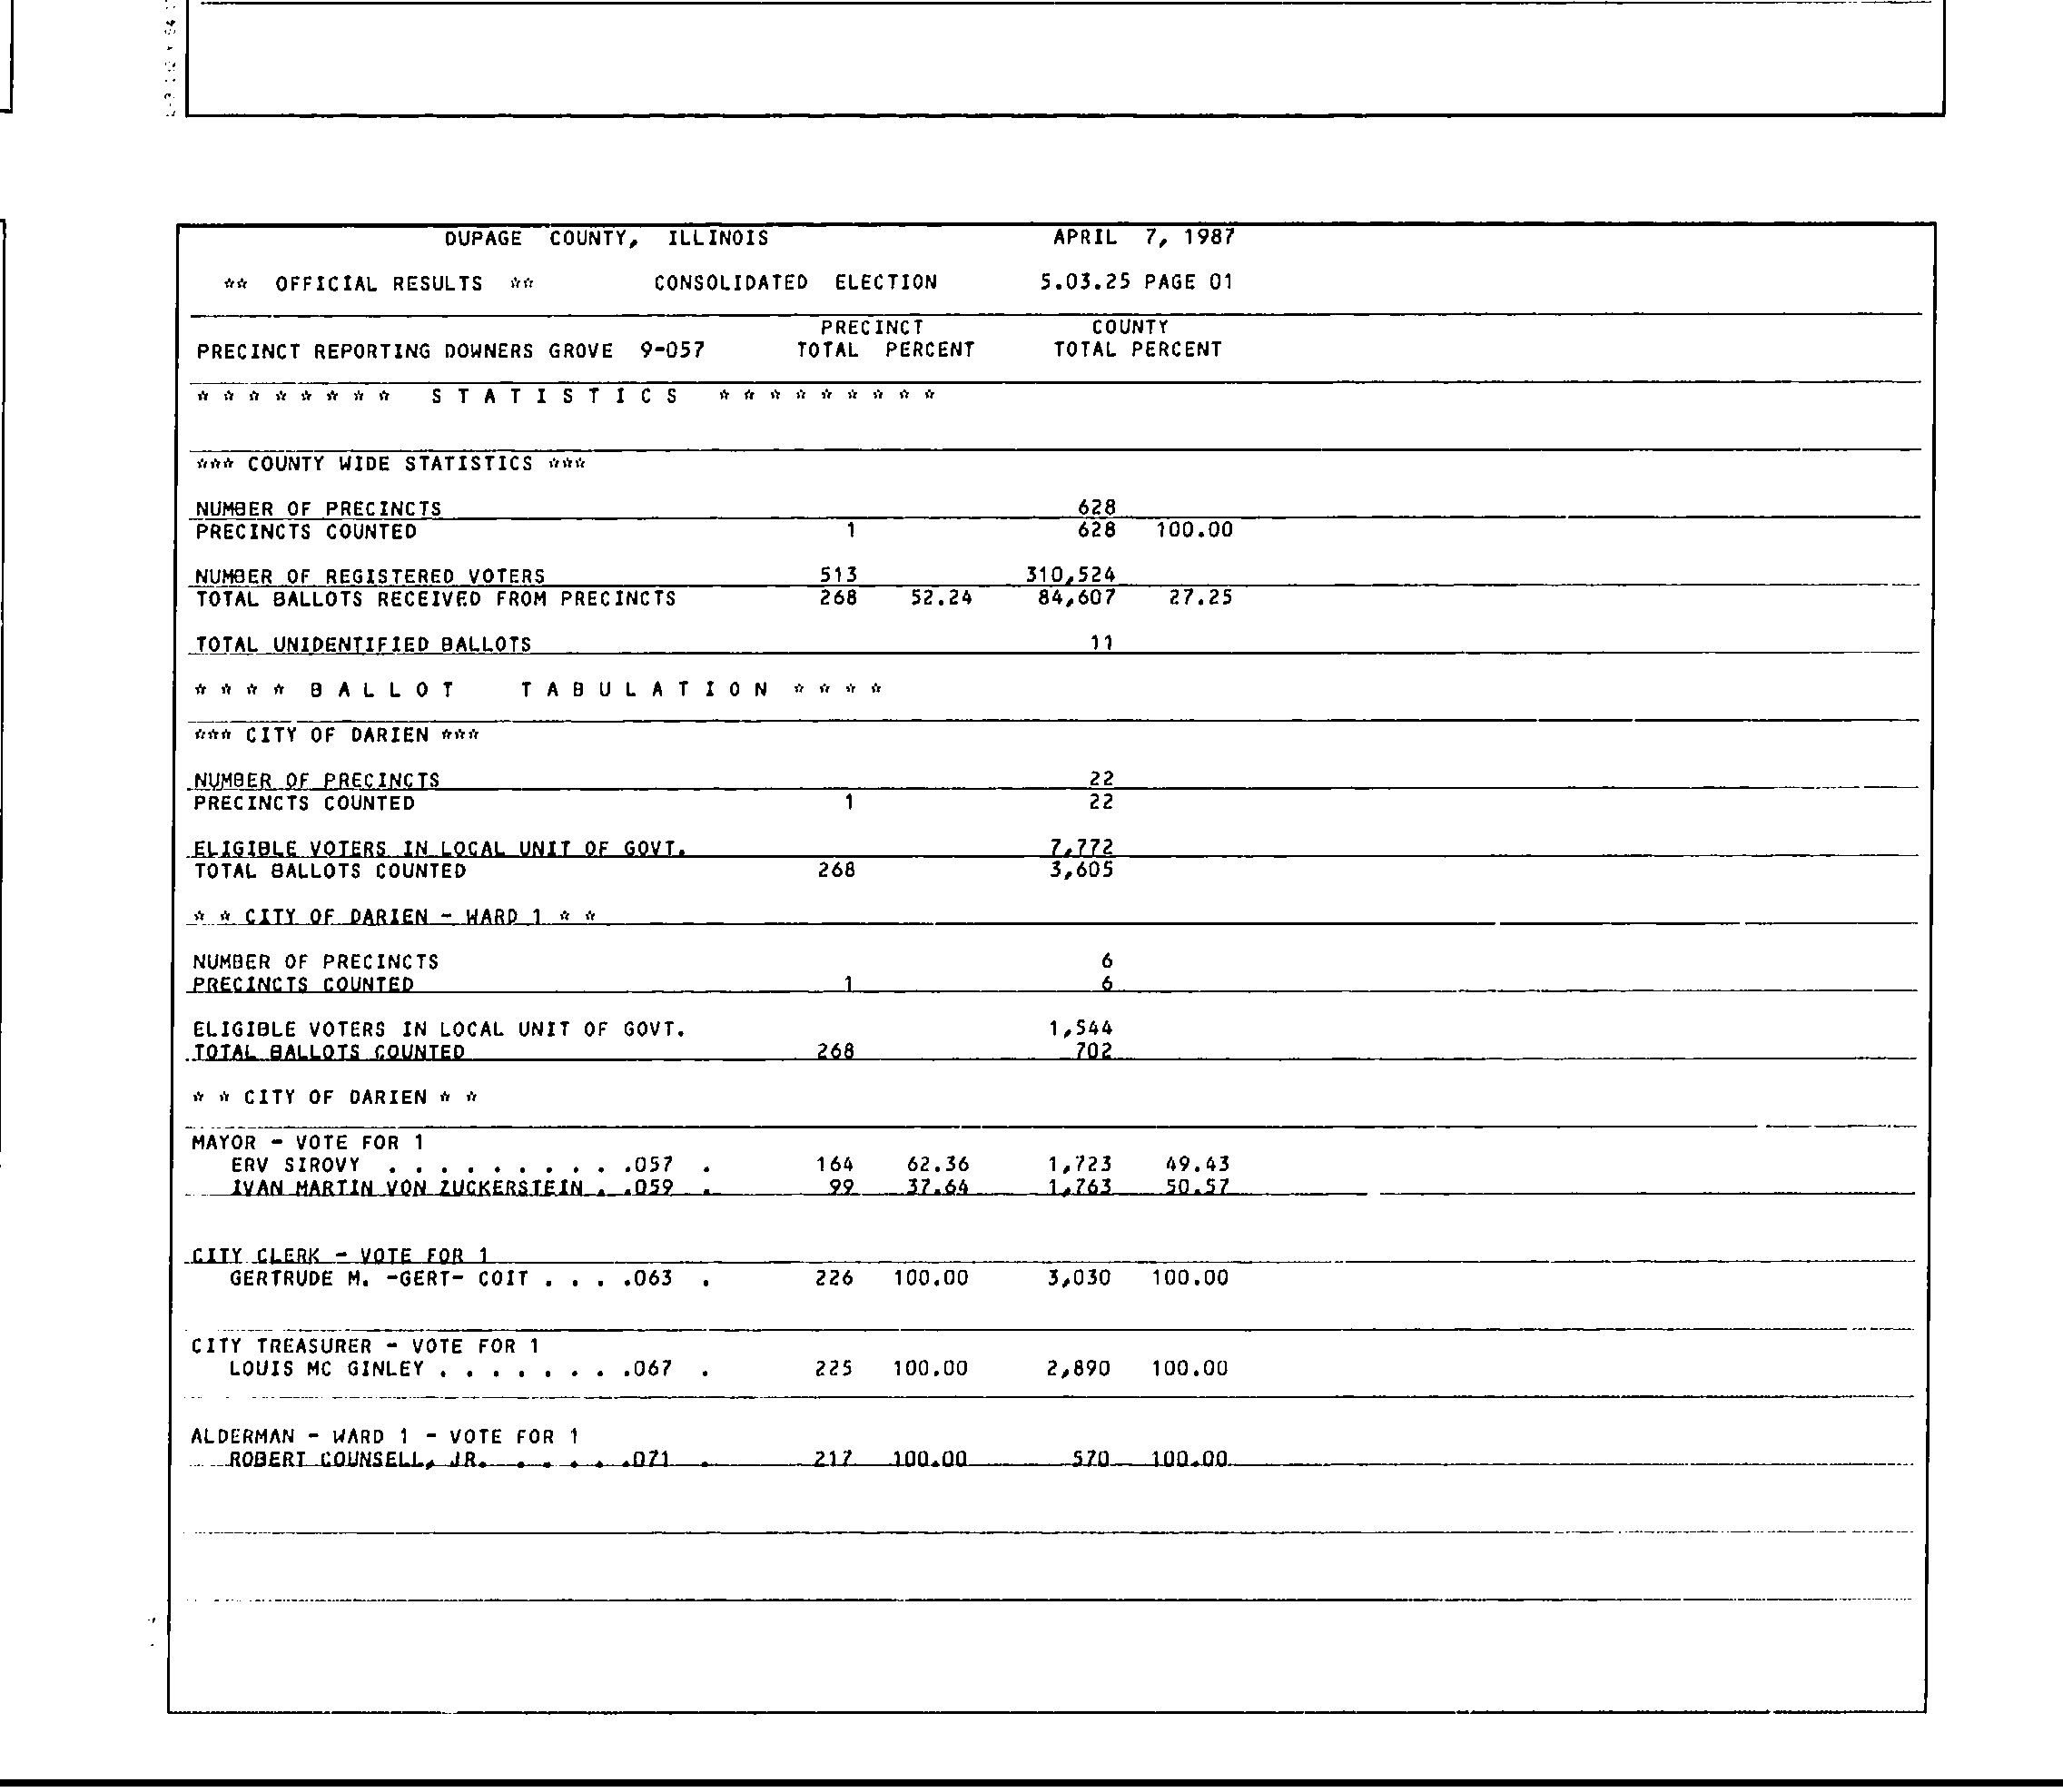 DUPAGE COUNTY, ILLINOIS APRIL 7, 1987
** OFFICIAL RESULTS ** CONSOLIDATED ELECTION 5.03.25 PAGE 01
PRECINCT COUNTY
PRECINCT REPORTING DOWNERS GROVE 9-057 TOTAL PERCENT TOTAL PERCENT
* * * * * * * * S T A T I S T I C S * * * * * * * * *
*** COUNTY WIDE STATISTICS ***
NUMBER OF PRECINCTS 628
PRECINCTS COUNTED 1 628 100.00
NUMBER OF REGISTERED VOTERS 513 310,524
TOTAL BALLOTS RECEIVED FROM PRECINCTS 268 52.24 84,607 27.25
TOTAL UNIDENTIFIED BALLOTS 11
* * * * B A L L O T T A B U L A T I O N * * * *
*** CITY OF DARIEN ***
NUMBER OF PRECINCTS 22
PRECINCTS COUNTED 1 22
ELIGIBLE VOTERS IN LOCAL UNIT OF GOVT. 7,772
TOTAL BALLOTS COUNTED 268 3,605
* * CITY OF DARIEN - WARD 1 * *
NUMBER OF PRECINCTS 6
PRECINCTS COUNTED 1 6
ELIGIBLE VOTERS IN LOCAL UNIT OF GOVT. 1,544
TOTAL BALLOTS COUNTED 268 702
* * CITY OF DARIEN * *
MAYOR - VOTE FOR 1
ERV SIROVY . . . . . . . . . .057 . 164 62.36 1,723 49.43
IVAN MARTIN VON ZUCKERSTEIN . .059 . 99 37.64 1,763 50.57
CITY CLERK - VOTE FOR 1
GERTRUDE M. -GERT- COIT . . . .063 . 226 100.00 3,030 100.00
CITY TREASURER - VOTE FOR 1
LOUIS MC GINLEY . . . . . . . .067 . 225 100.00 2,890 100.00
ALDERMAN - WARD 1 - VOTE FOR 1
ROBERT COUNSELL, JR. . . . . .071 . 217 100.00 570 100.00